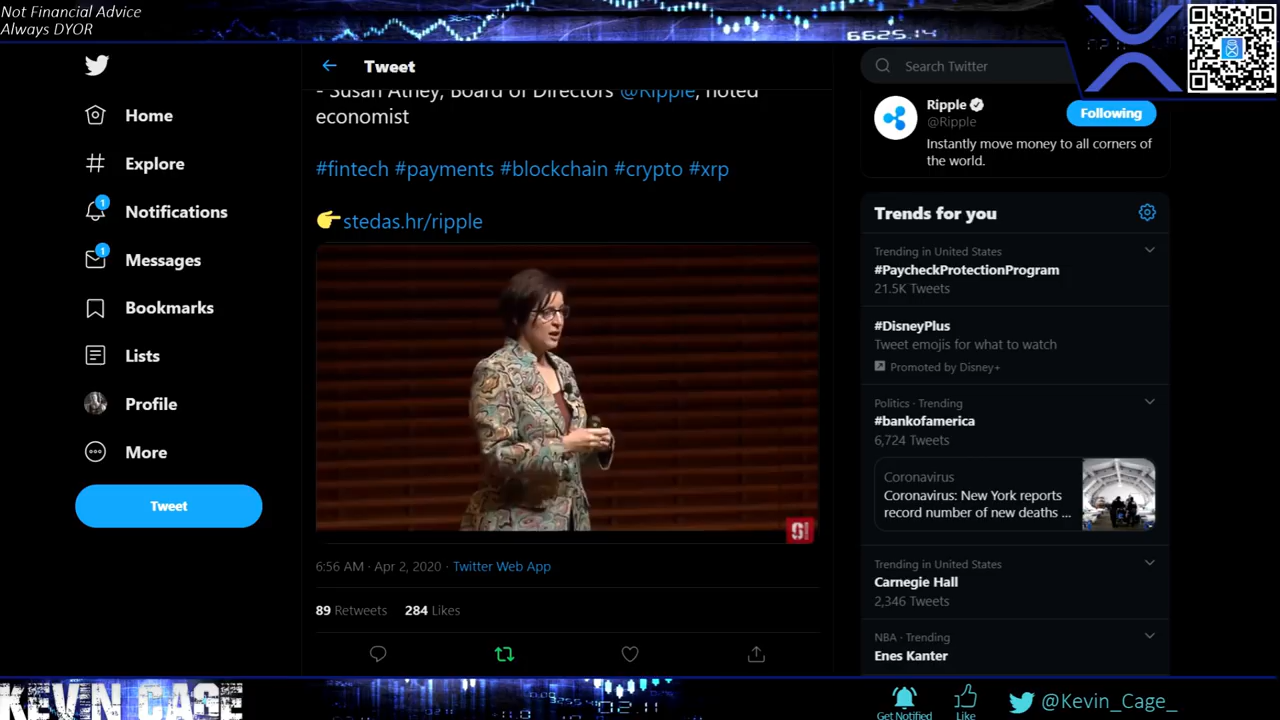 Not Financial Advice
Always DYOR
6625.14
Home
Explore
1
Notifications
1
Messages
Bookmarks
Lists
Profile
More
Tweet
Tweet
- Susan Athey, Board of Directors @Ripple, noted
economist
#fintech #payments #blockchain #crypto #xrp
👉stedas.hr/ripple
6:56 AM · Apr 2, 2020 · Twitter Web App
89 Retweets 284 Likes
Search Twitter
Ripple
@Ripple
Following
Instantly move money to all corners of
the world.
Trends for you
Trending in United States
#PaycheckProtectionProgram
21.5K Tweets
#DisneyPlus
Tweet emojis for what to watch
Promoted by Disney+
Politics · Trending
#bankofamerica
6,724 Tweets
Coronavirus
Coronavirus: New York reports
record number of new deaths ...
Trending in United States
Carnegie Hall
2,346 Tweets
NBA · Trending
Enes Kanter
KEVIN CAGE
Get Notified
Like
@Kevin_Cage_